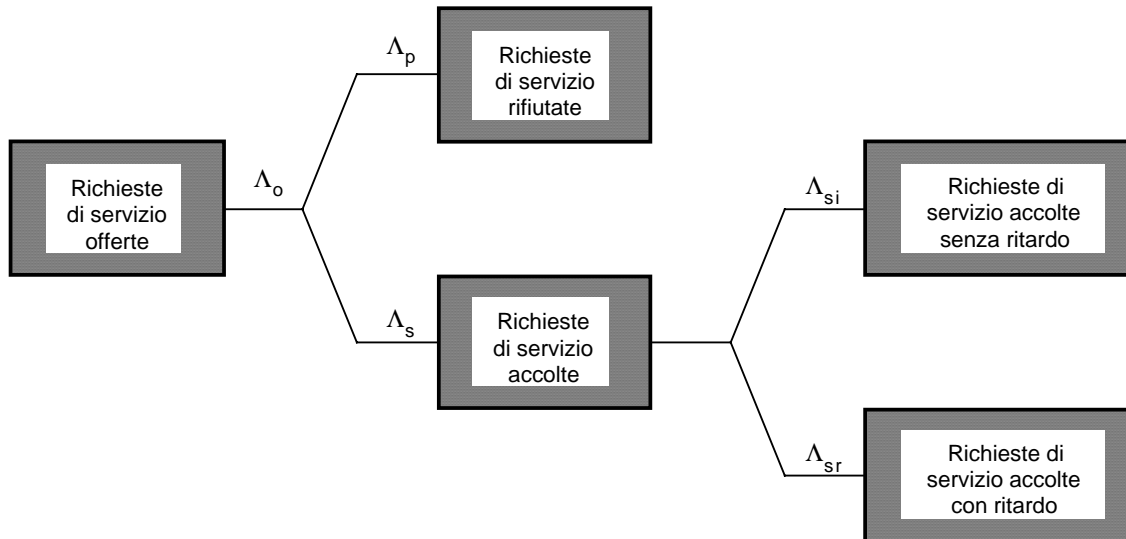 Λp
Richieste
di servizio
rifiutate
Richieste
di servizio
offerte
Λo
Λsi
Richieste di
servizio accolte
senza ritardo
Λs
Richieste
di servizio
accolte
Λsr
Richieste di
servizio accolte
con ritardo